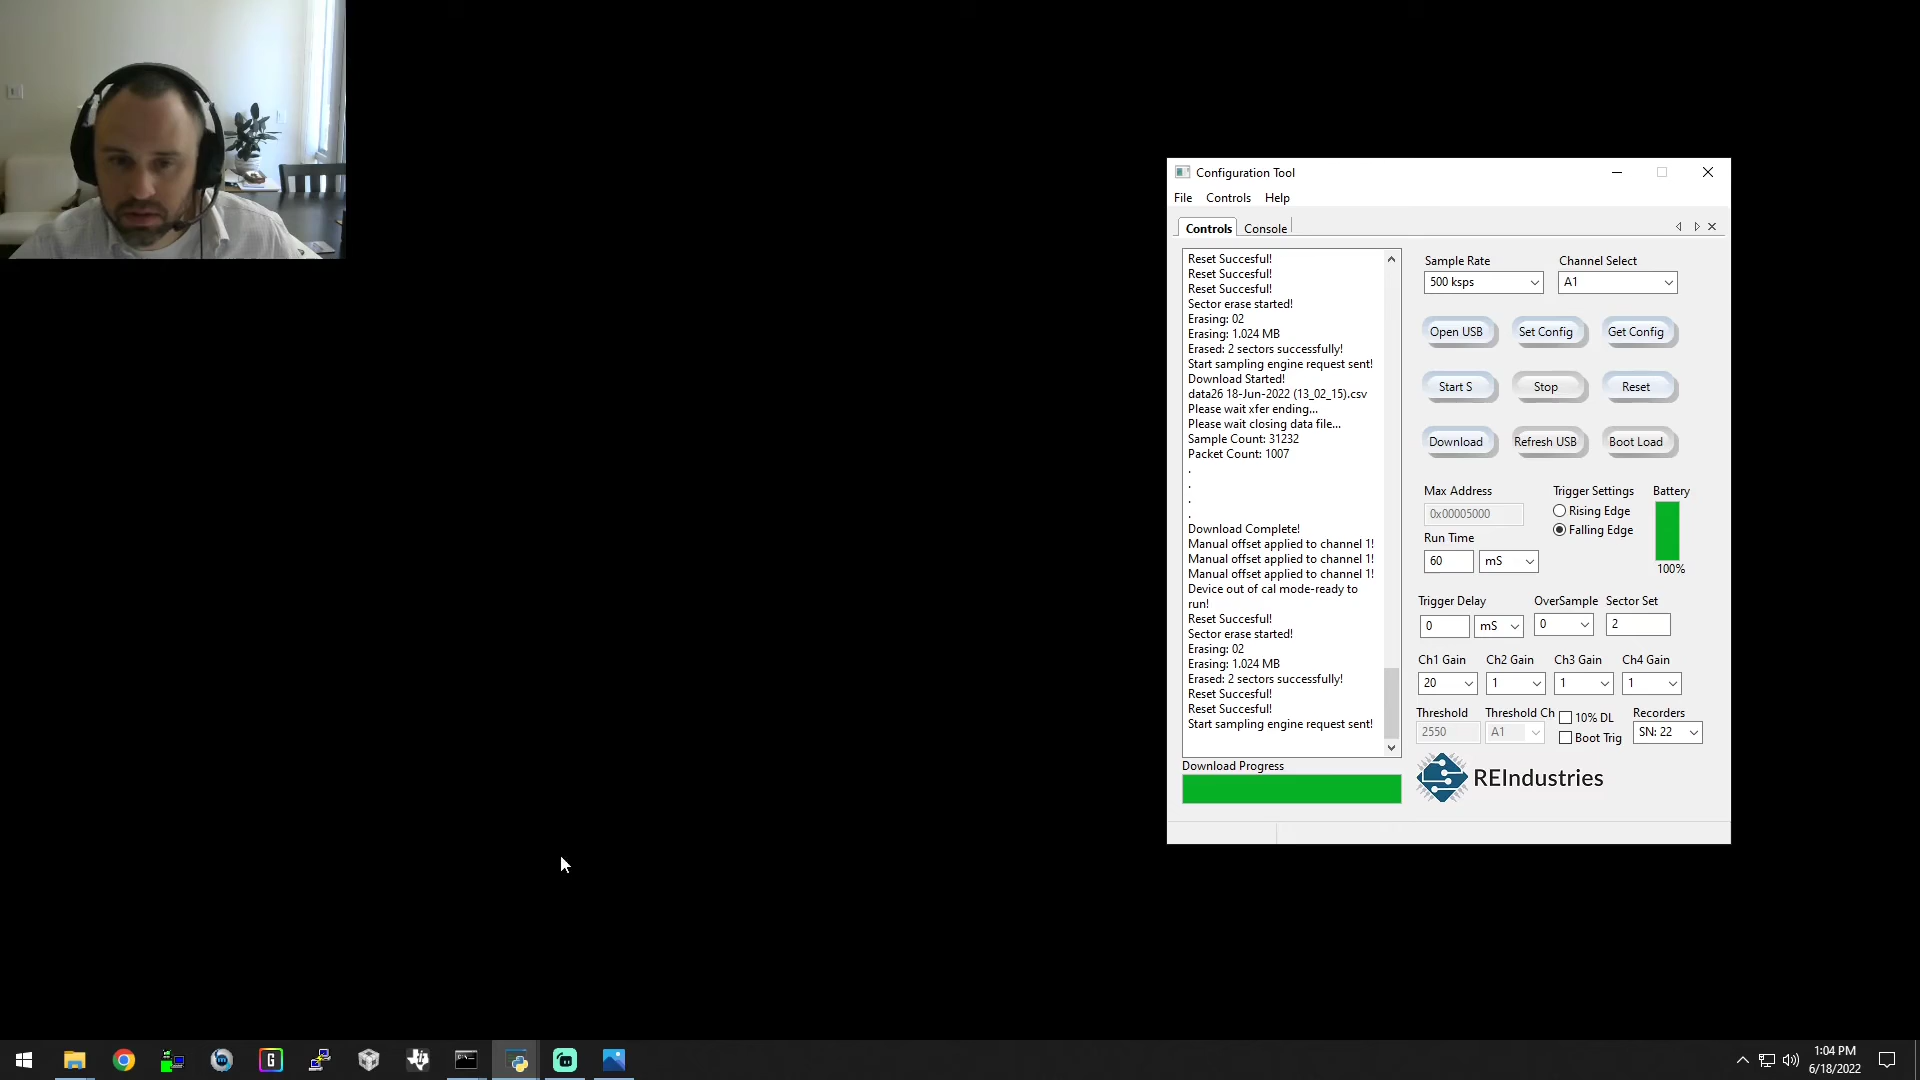 Configuration Tool
File Controls Help
Controls Console
Reset Succesful!
Reset Succesful!
Reset Succesful!
Sector erase started!
Erasing: 02
Erasing: 1.024 MB
Erased: 2 sectors successfully!
Start sampling engine request sent!
Download Started!
data26 18-Jun-2022 (13_02_15).csv
Please wait xfer ending...
Please wait closing data file...
Sample Count: 31232
Packet Count: 1007
.
.
.
.
Download Complete!
Manual offset applied to channel 1!
Manual offset applied to channel 1!
Manual offset applied to channel 1!
Device out of cal mode-ready to
run!
Reset Succesful!
Sector erase started!
Erasing: 02
Erasing: 1.024 MB
Erased: 2 sectors successfully!
Reset Succesful!
Reset Succesful!
Start sampling engine request sent!
Download Progress
Sample Rate Channel Select
500 ksps A1
Open USB Set Config Get Config
Start S Stop Reset
Download Refresh USB Boot Load
Max Address Trigger Settings Battery
0x00005000 Rising Edge
Run Time Falling Edge
60 mS 100%
Trigger Delay OverSample Sector Set
0 mS 0 2
Ch1 Gain Ch2 Gain Ch3 Gain Ch4 Gain
20 1 1 1
Threshold Threshold Ch 10% DL Recorders
2550 A1 Boot Trig SN: 22
REIndustries
G
1:04 PM
6/18/2022